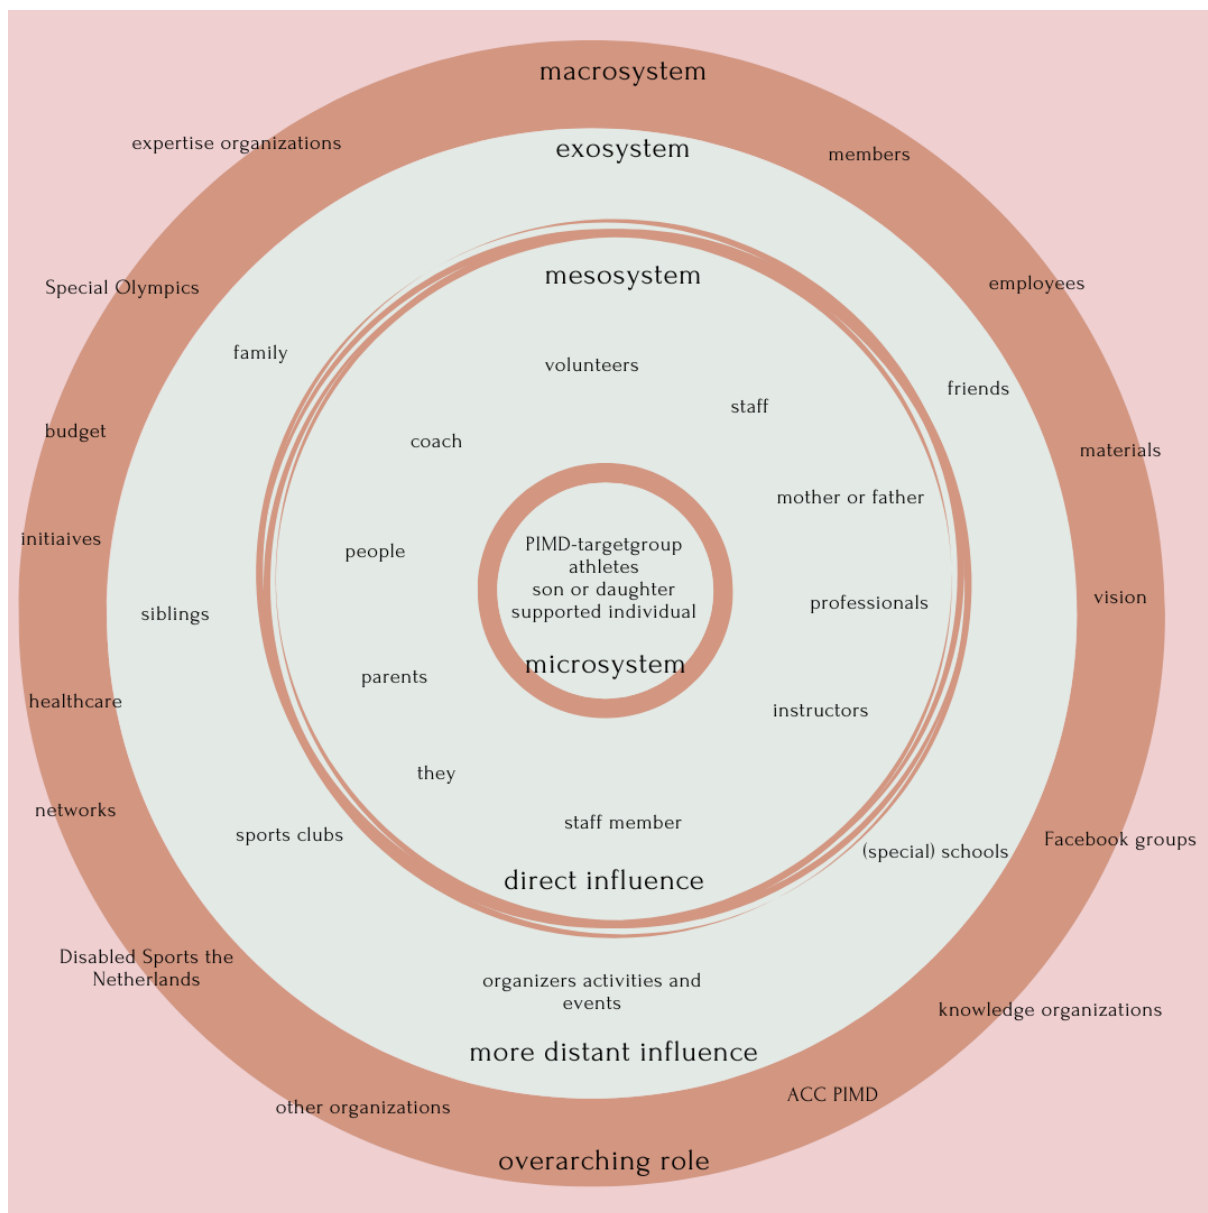 macrosystem
expertise organizations
exosystem
members
mesosystem
Special Olympics
employees
family
volunteers
friends
staff
budget
coach
materials
mother or father
initiaives
people
PIMD-targetgroup
athletes
son or daughter
supported individual
vision
siblings
professionals
microsystem
parents
healthcare
instructors
they
networks
sports clubs
staff member
Facebook groups
(special) schools
direct influence
Disabled Sports the
Netherlands
organizers activities and
events
knowledge organizations
more distant influence
ACC PIMD
other organizations
overarching role